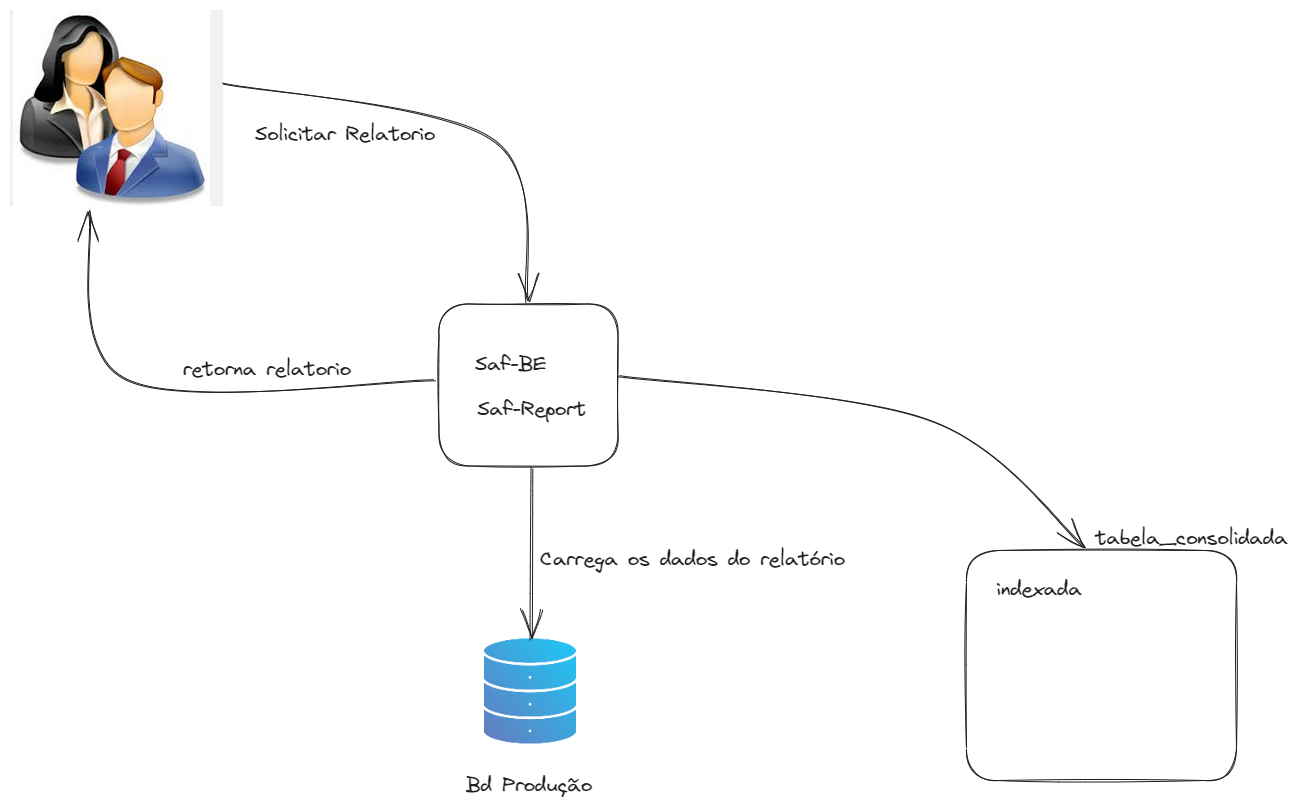 Solicitar Relatorio
retorna relatorio
Saf-BE
Saf-Report
Carrega os dados do relatório
tabela_consolidada
indexada
Bd Produção